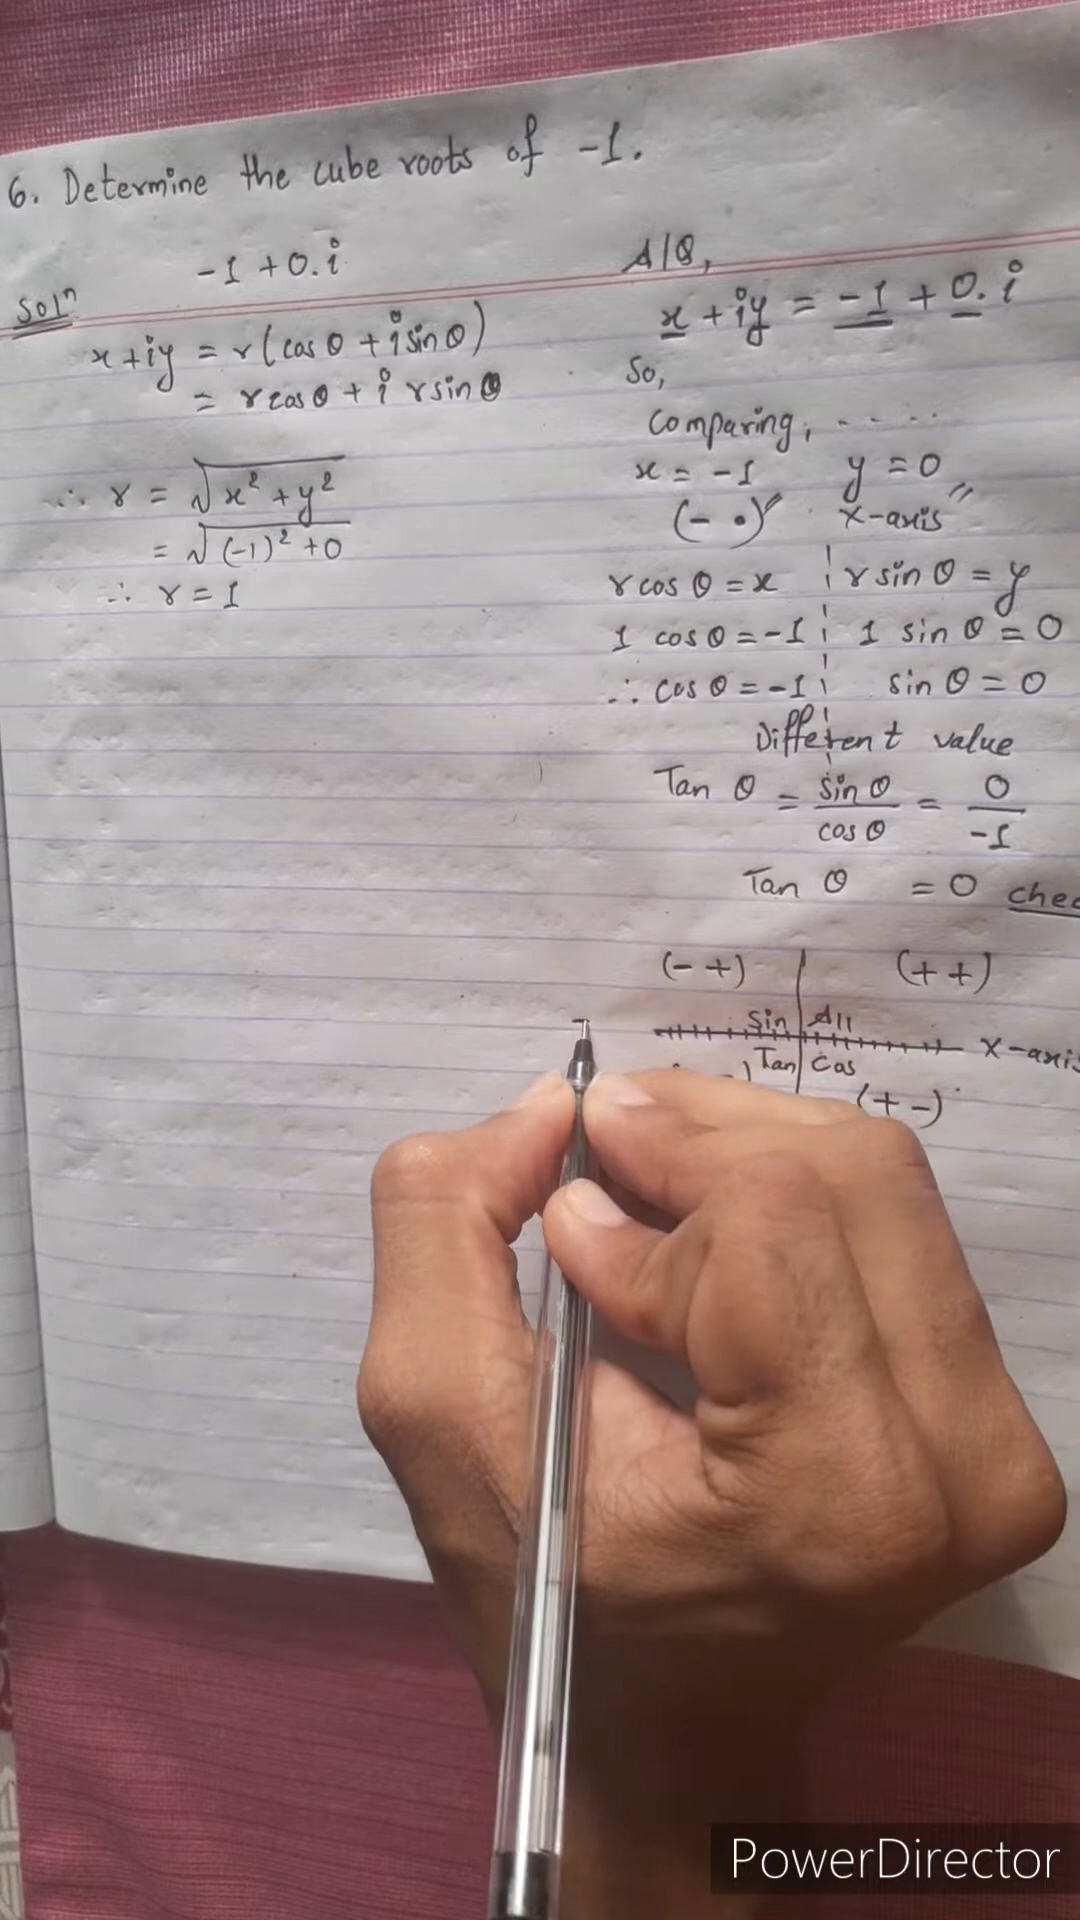 6. Determine the cube roots of -1.
-1 + 0.i
Solⁿ
x+iy = r(cos θ + i sin θ)
= r cos θ + i r sin θ
∴ r = √x² + y²
= √(-1)² + 0
∴ r = 1
A/Q,
x + iy = -1 + 0.i
So,
Comparing, .....
x = -1 y = 0
(- •) X-axis
r cos θ = x r sin θ = y
1 cos θ = -1 1 sin θ = 0
∴ cos θ = -1 sin θ = 0
Different value
Tan θ = sin θ / cos θ = 0 / -1
Tan θ = 0 chec
(- +) (+ +)
Sin All
X-axis
Tan Cos
(+ -)
PowerDirector